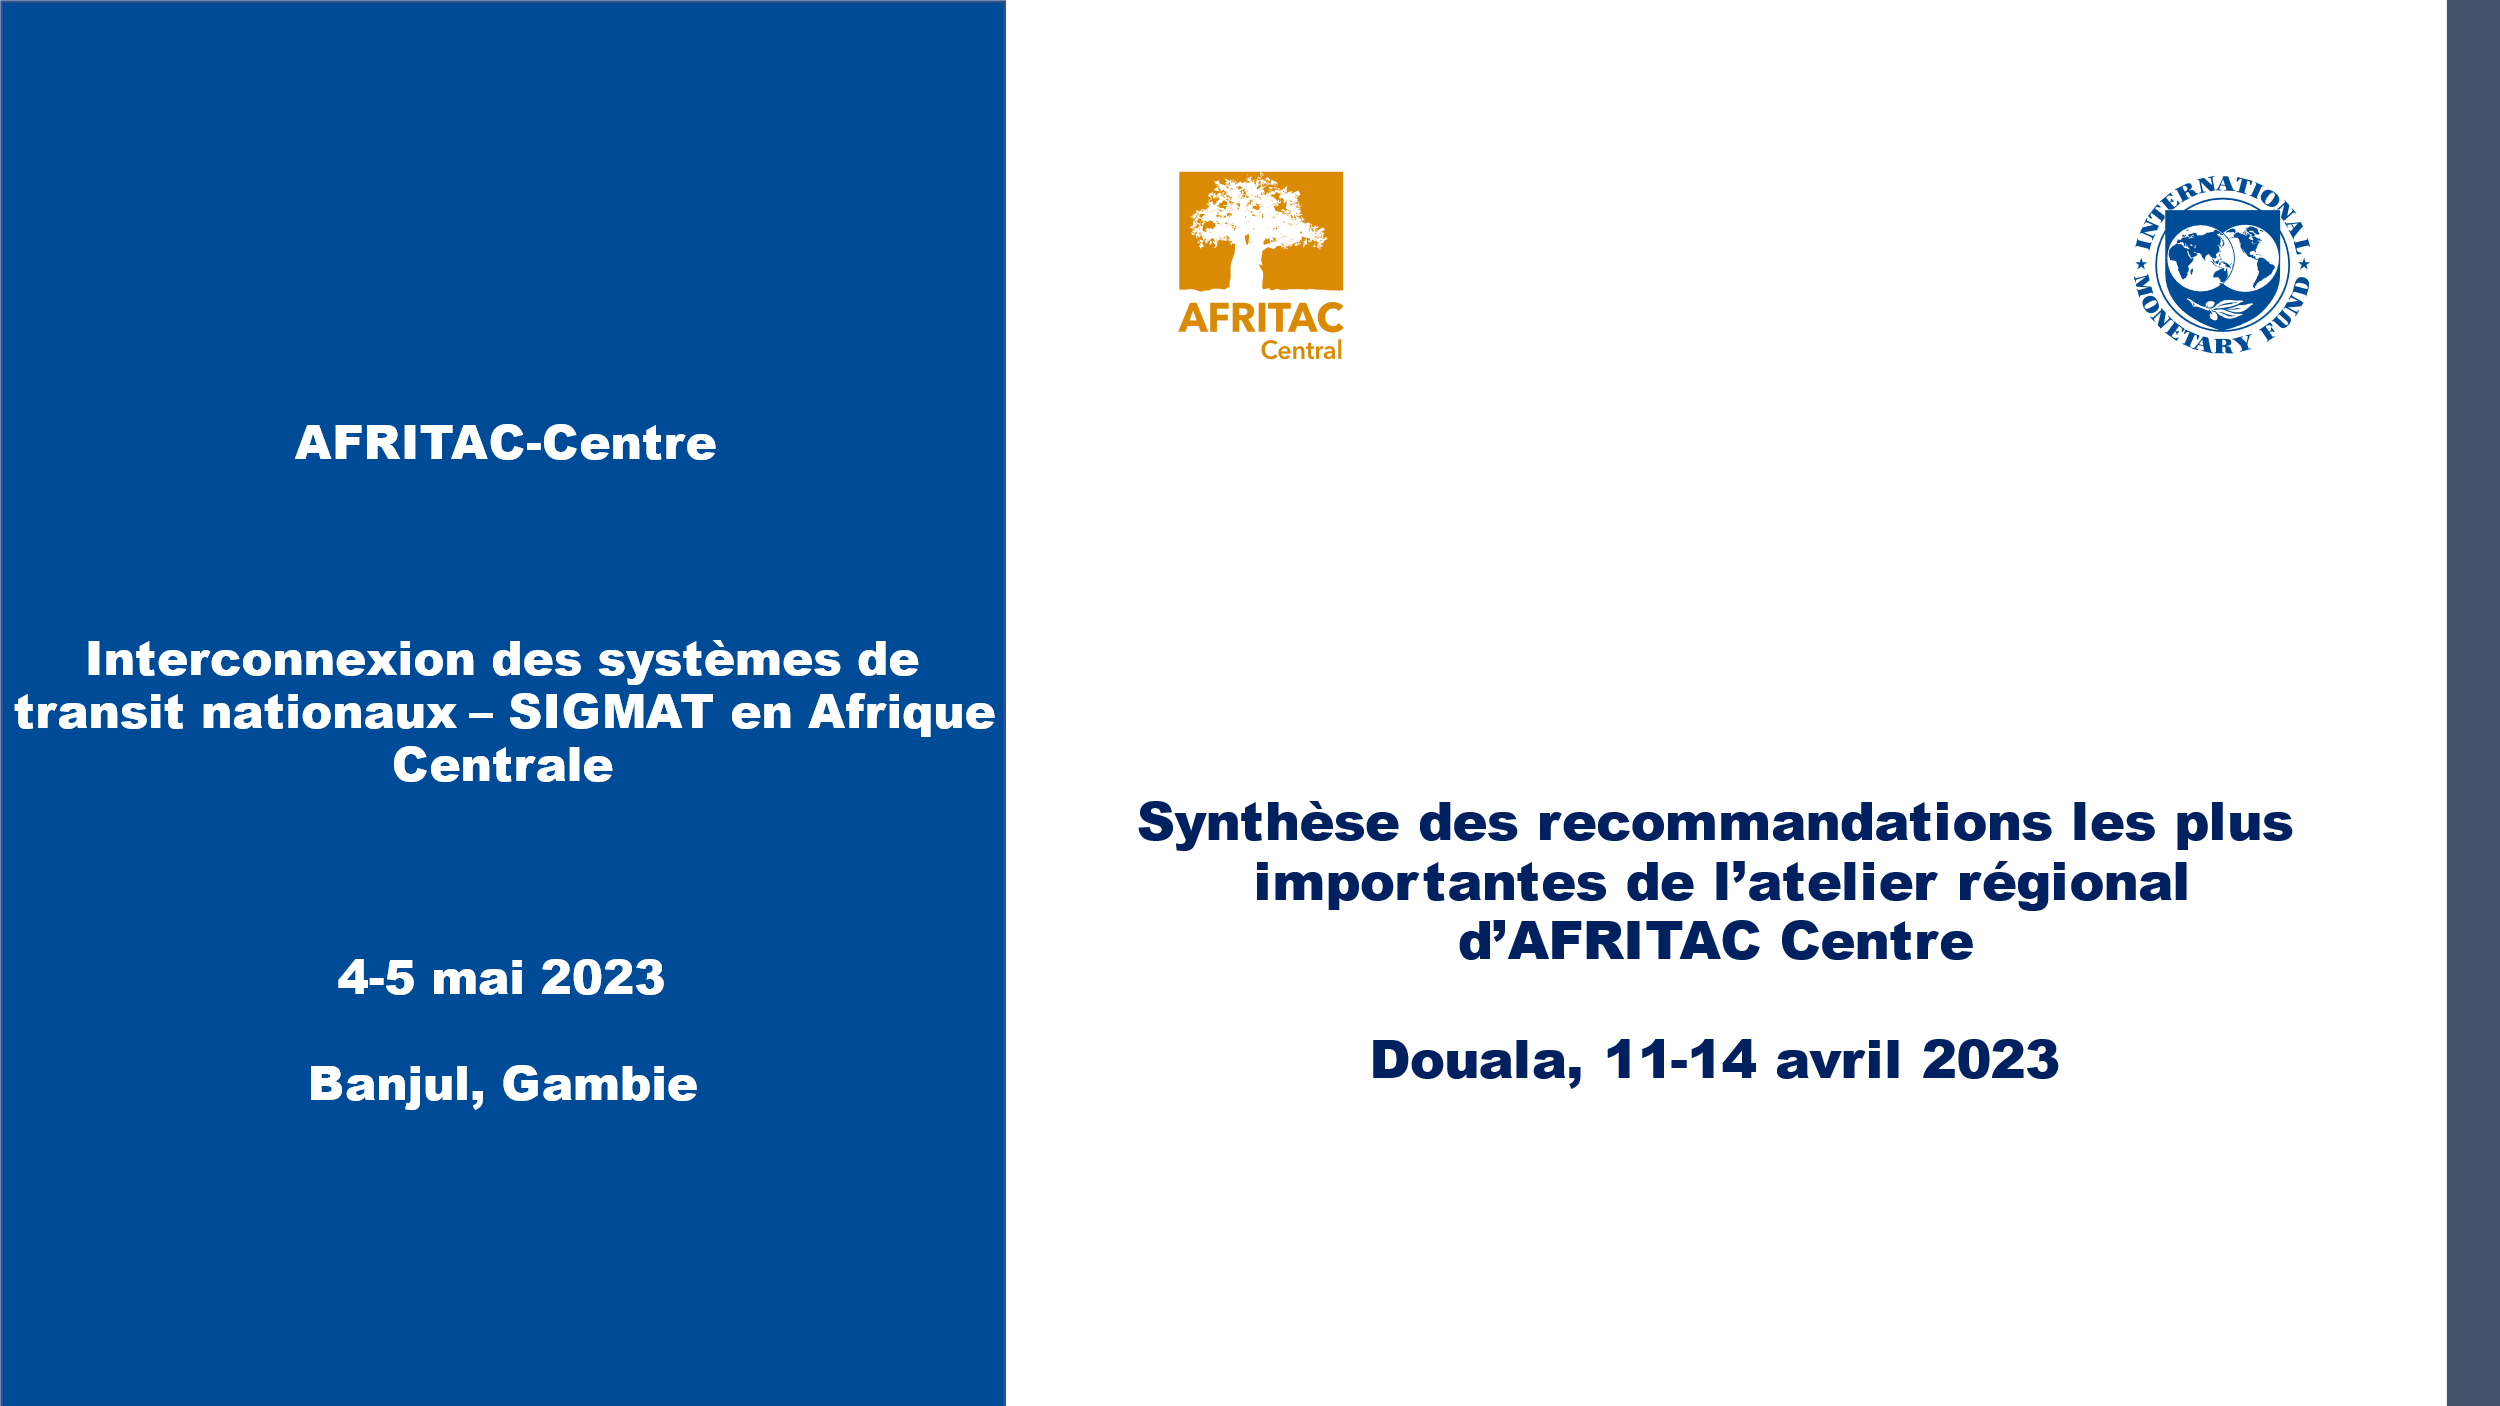 AFRITAC-Centre
Interconnexion des systèmes de
transit nationaux – SIGMAT en Afrique
Centrale
4-5 mai 2023
Banjul, Gambie
AFRITAC
Central
INTERNATIONAL MONETARY FUND
Synthèse des recommandations les plus
importantes de l’atelier régional
d’AFRITAC Centre
Douala, 11-14 avril 2023